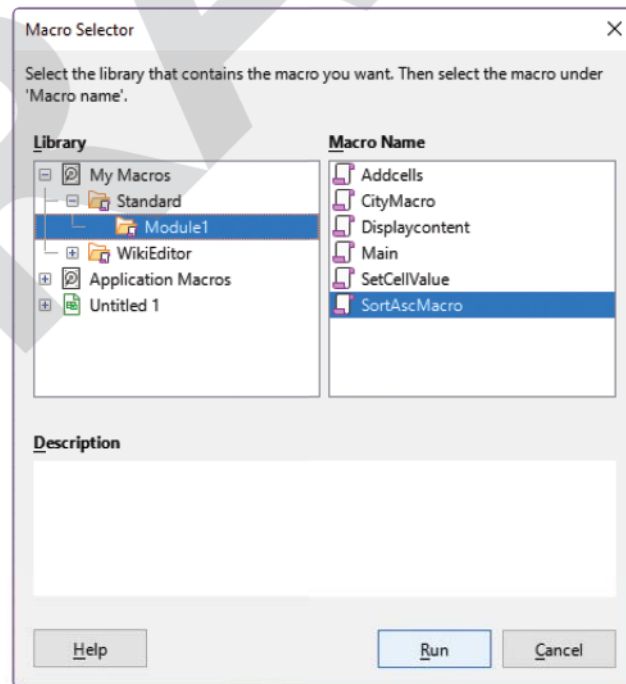 Macro Selector
Select the library that contains the macro you want. Then select the macro under
'Macro name'.
Library
Macro Name
My Macros
Standard
Module1
WikiEditor
Application Macros
Untitled 1
Addcells
CityMacro
Displaycontent
Main
SetCellValue
SortAscMacro
Description
Help
Run
Cancel